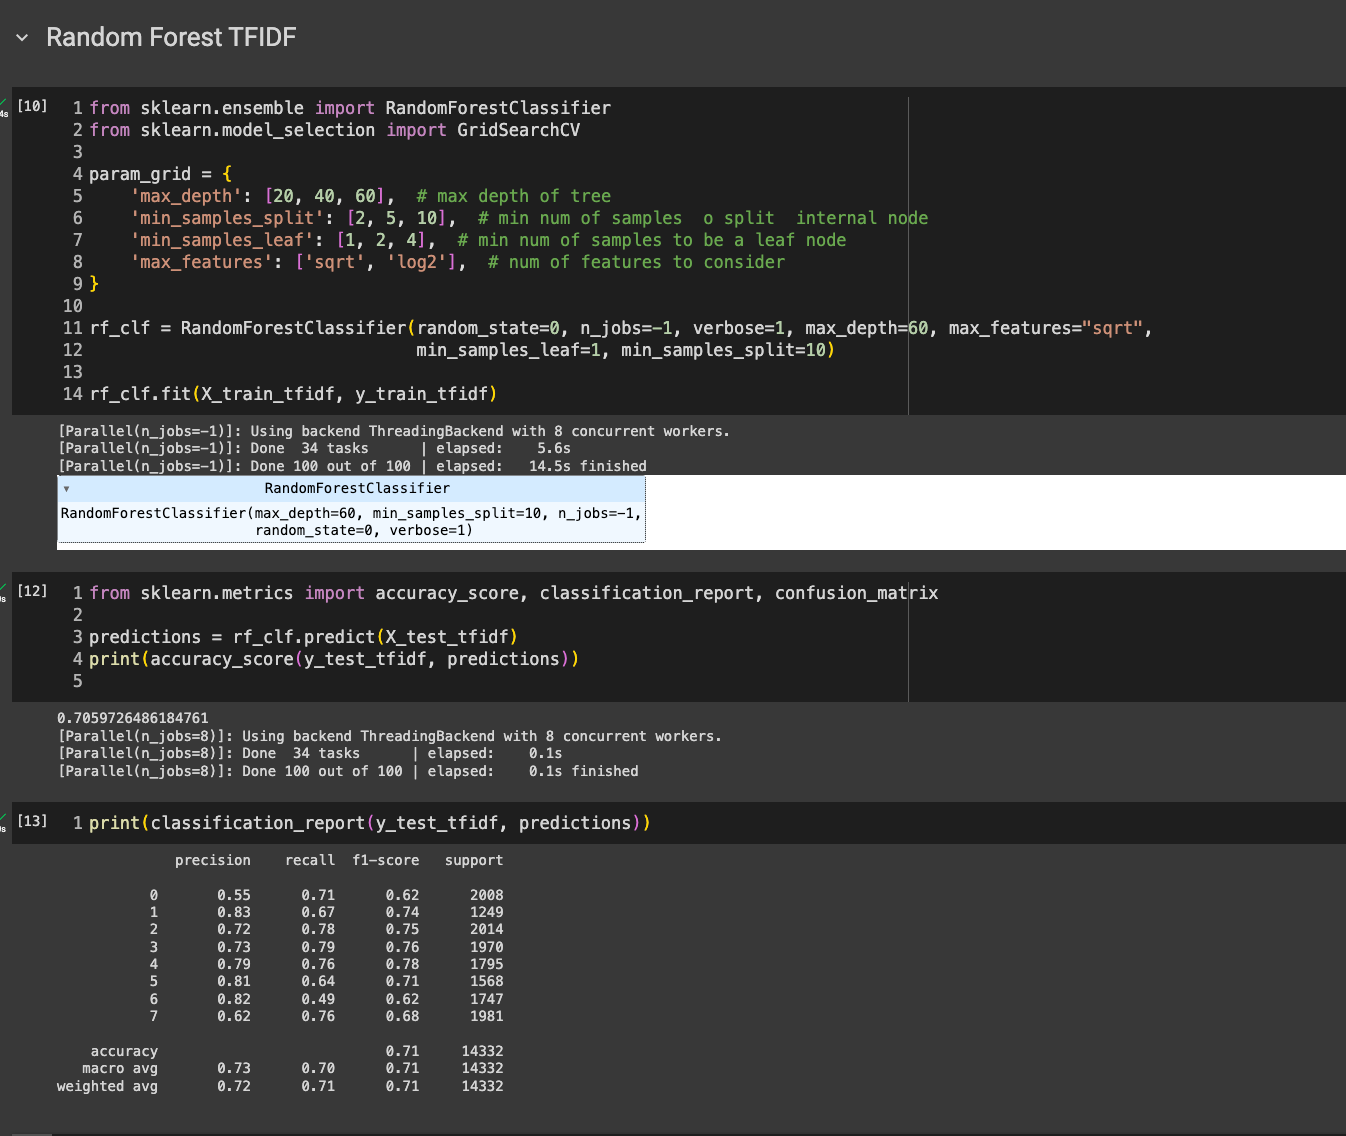 Random Forest TFIDF
4s
[10]
1 from sklearn.ensemble import RandomForestClassifier
2 from sklearn.model_selection import GridSearchCV
3
4 param_grid = {
5     'max_depth': [20, 40, 60],  # max depth of tree
6     'min_samples_split': [2, 5, 10],  # min num of samples  o split  internal node
7     'min_samples_leaf': [1, 2, 4],  # min num of samples to be a leaf node
8     'max_features': ['sqrt', 'log2'],  # num of features to consider
9 }
10
11 rf_clf = RandomForestClassifier(random_state=0, n_jobs=-1, verbose=1, max_depth=60, max_features="sqrt",
12                                 min_samples_leaf=1, min_samples_split=10)
13
14 rf_clf.fit(X_train_tfidf, y_train_tfidf)
[Parallel(n_jobs=-1)]: Using backend ThreadingBackend with 8 concurrent workers.
[Parallel(n_jobs=-1)]: Done  34 tasks      | elapsed:    5.6s
[Parallel(n_jobs=-1)]: Done 100 out of 100 | elapsed:   14.5s finished
RandomForestClassifier
RandomForestClassifier(max_depth=60, min_samples_split=10, n_jobs=-1,
                       random_state=0, verbose=1)
[12]
1 from sklearn.metrics import accuracy_score, classification_report, confusion_matrix
2
3 predictions = rf_clf.predict(X_test_tfidf)
4 print(accuracy_score(y_test_tfidf, predictions))
5
0.7059726486184761
[Parallel(n_jobs=8)]: Using backend ThreadingBackend with 8 concurrent workers.
[Parallel(n_jobs=8)]: Done  34 tasks      | elapsed:    0.1s
[Parallel(n_jobs=8)]: Done 100 out of 100 | elapsed:    0.1s finished
[13]
1 print(classification_report(y_test_tfidf, predictions))
              precision    recall  f1-score   support
           0       0.55      0.71      0.62      2008
           1       0.83      0.67      0.74      1249
           2       0.72      0.78      0.75      2014
           3       0.73      0.79      0.76      1970
           4       0.79      0.76      0.78      1795
           5       0.81      0.64      0.71      1568
           6       0.82      0.49      0.62      1747
           7       0.62      0.76      0.68      1981
    accuracy                           0.71     14332
   macro avg       0.73      0.70      0.71     14332
weighted avg       0.72      0.71      0.71     14332